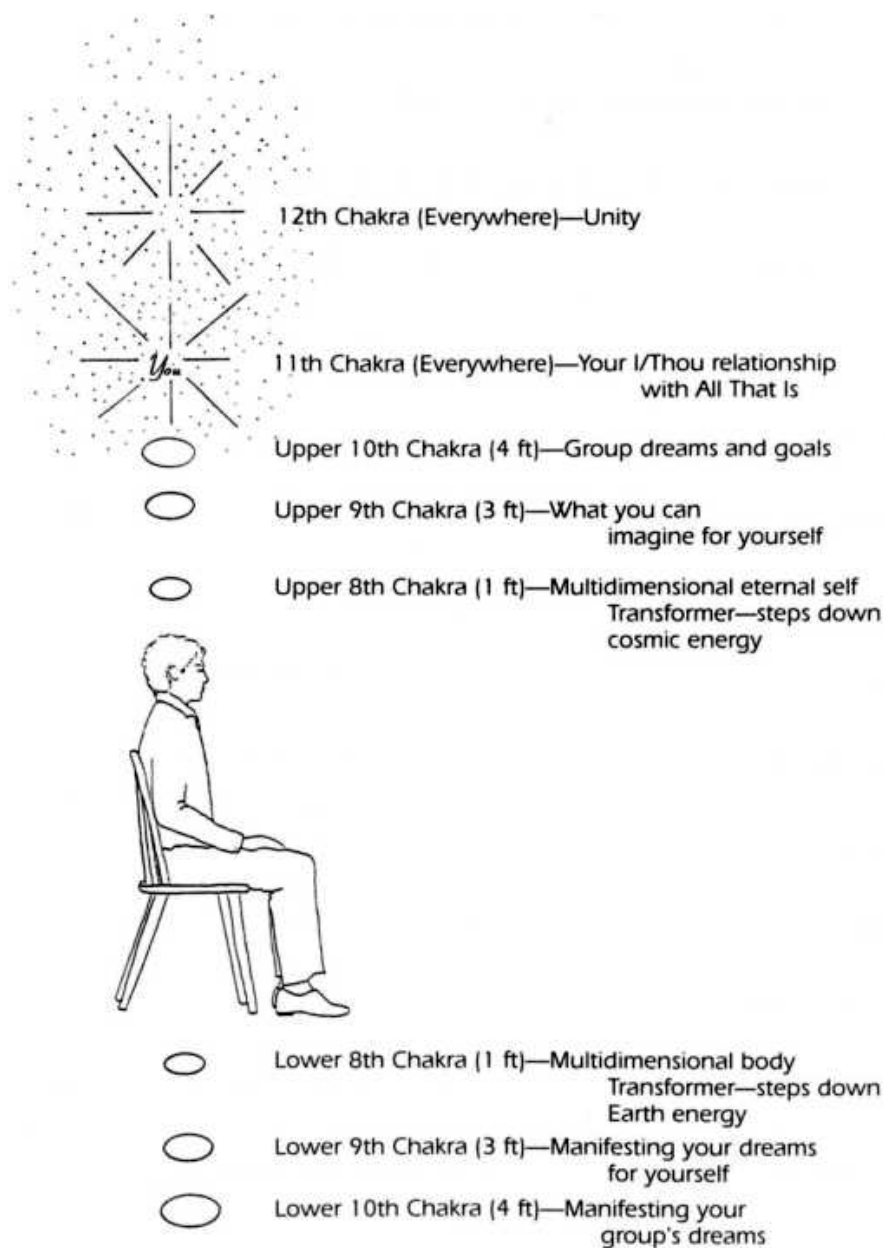 12th Chakra (Everywhere)—Unity
You
11th Chakra (Everywhere)—Your I/Thou relationship
with All That Is
Upper 10th Chakra (4 ft)—Group dreams and goals
Upper 9th Chakra (3 ft)—What you can
imagine for yourself
Upper 8th Chakra (1 ft)—Multidimensional eternal self
Transformer—steps down
cosmic energy
Lower 8th Chakra (1 ft)—Multidimensional body
Transformer—steps down
Earth energy
Lower 9th Chakra (3 ft)—Manifesting your dreams
for yourself
Lower 10th Chakra (4 ft)—Manifesting your
group's dreams